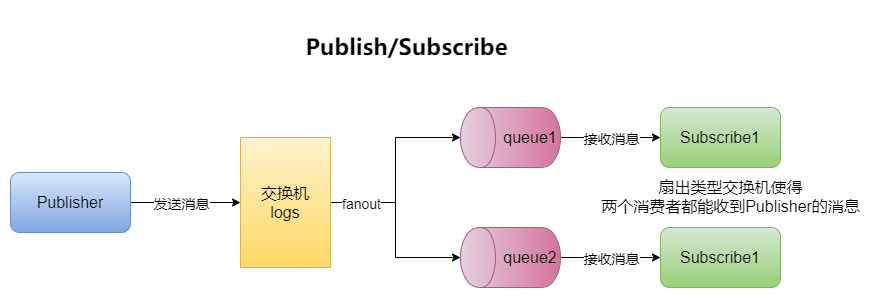 Publish/Subscribe
queue1
接收消息
Subscribe1
Publisher
发送消息
交换机
logs
fanout
扇出类型交换机使得
两个消费者都能收到Publisher的消息
queue2
接收消息
Subscribe1